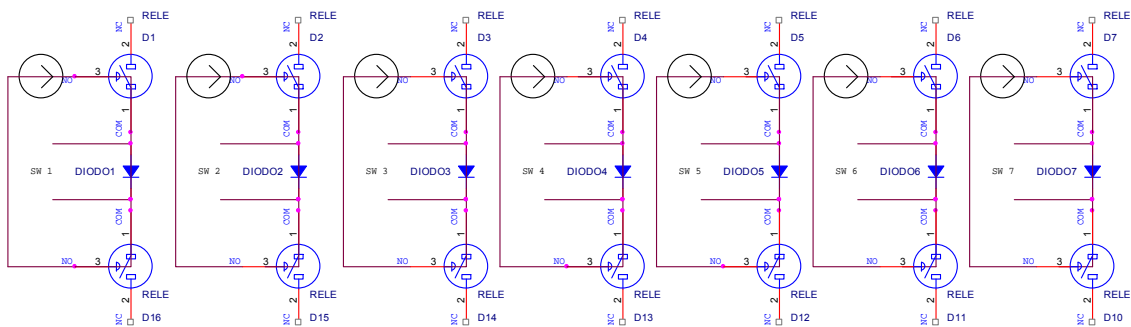 NC RELE NC RELE NC RELE NC RELE NC RELE NC RELE NC RELE
2 D1 2 D2 2 D3 2 D4 2 D5 2 D6 2 D7
NO 3 NO 3 NO 3 NO 3 NO 3 NO 3 NO 3
1 1 1 1 1 1 1
COM COM COM COM COM COM COM
SW 1 DIODO1 SW 2 DIODO2 SW 3 DIODO3 SW 4 DIODO4 SW 5 DIODO5 SW 6 DIODO6 SW 7 DIODO7
COM COM COM COM COM COM COM
1 1 1 1 1 1 1
NO 3 NO 3 NO 3 NO 3 NO 3 NO 3 NO 3
2 RELE 2 RELE 2 RELE 2 RELE 2 RELE 2 RELE 2 RELE
NC D16 NC D15 NC D14 NC D13 NC D12 NC D11 NC D10